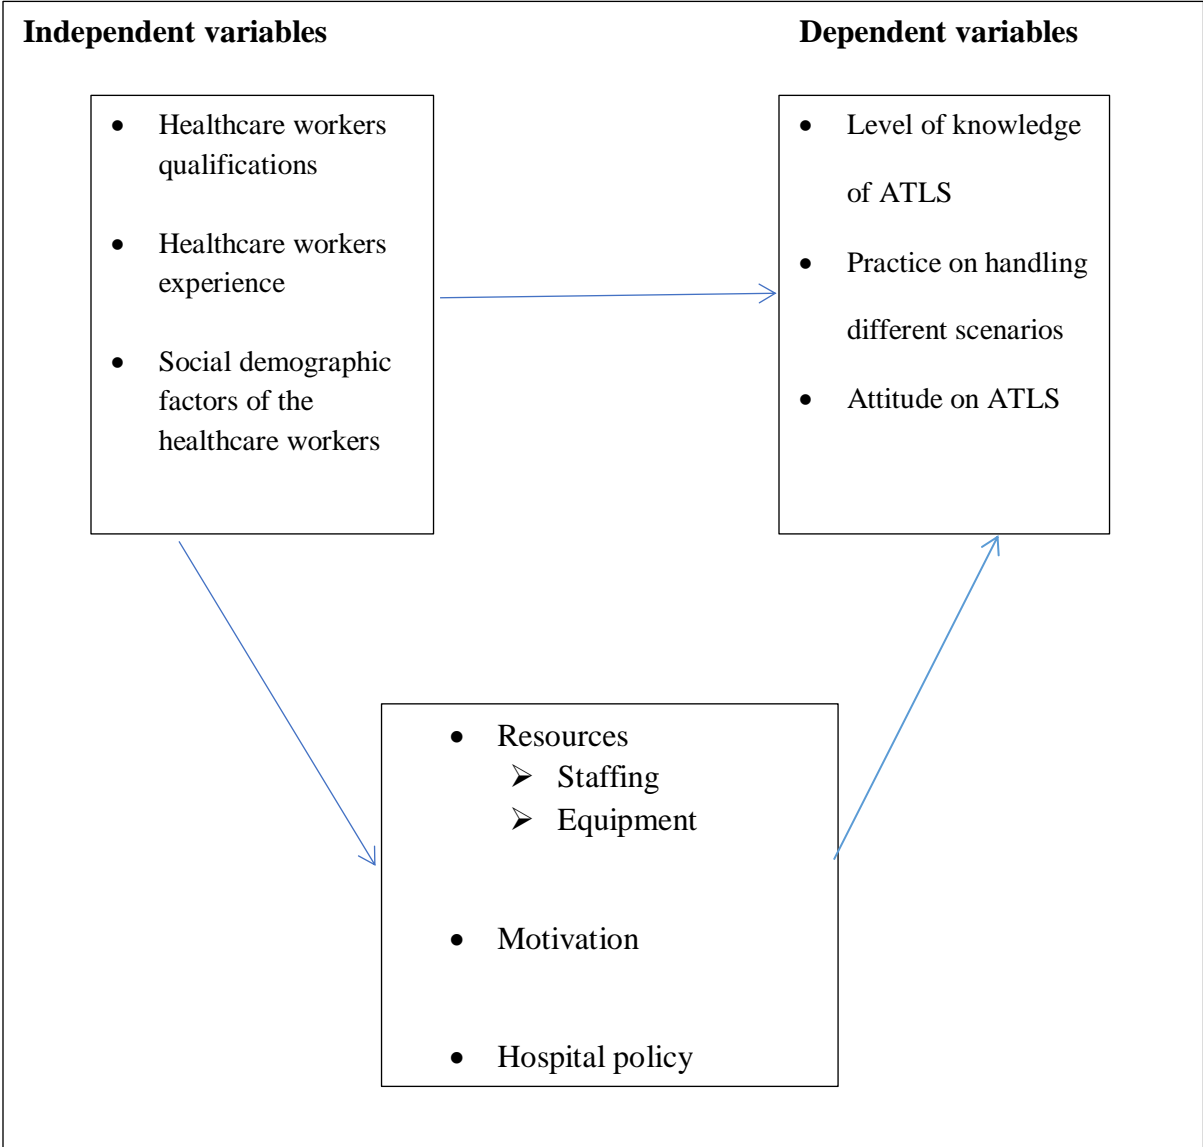 Independent variables
Dependent variables
• Healthcare workers
qualifications
• Healthcare workers
experience
• Social demographic
factors of the
healthcare workers
• Level of knowledge
of ATLS
• Practice on handling
different scenarios
• Attitude on ATLS
• Resources
➢ Staffing
➢ Equipment
• Motivation
• Hospital policy